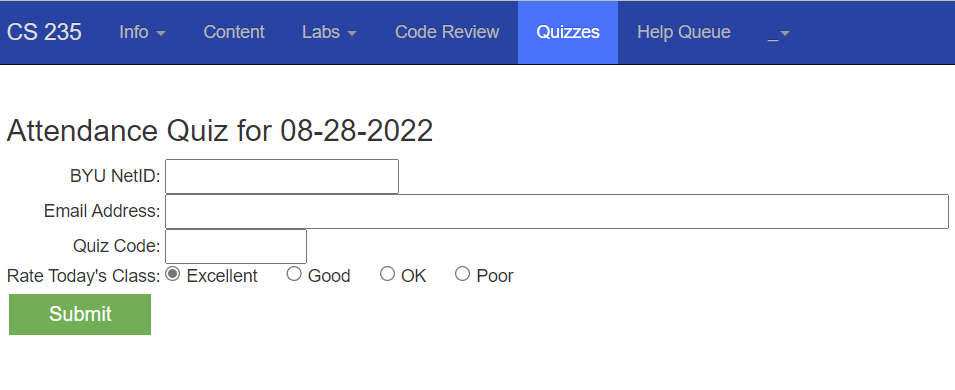 CS 235 Info Content Labs Code Review Quizzes Help Queue _
Attendance Quiz for 08-28-2022
BYU NetID:
Email Address:
Quiz Code:
Rate Today's Class: Excellent Good OK Poor
Submit